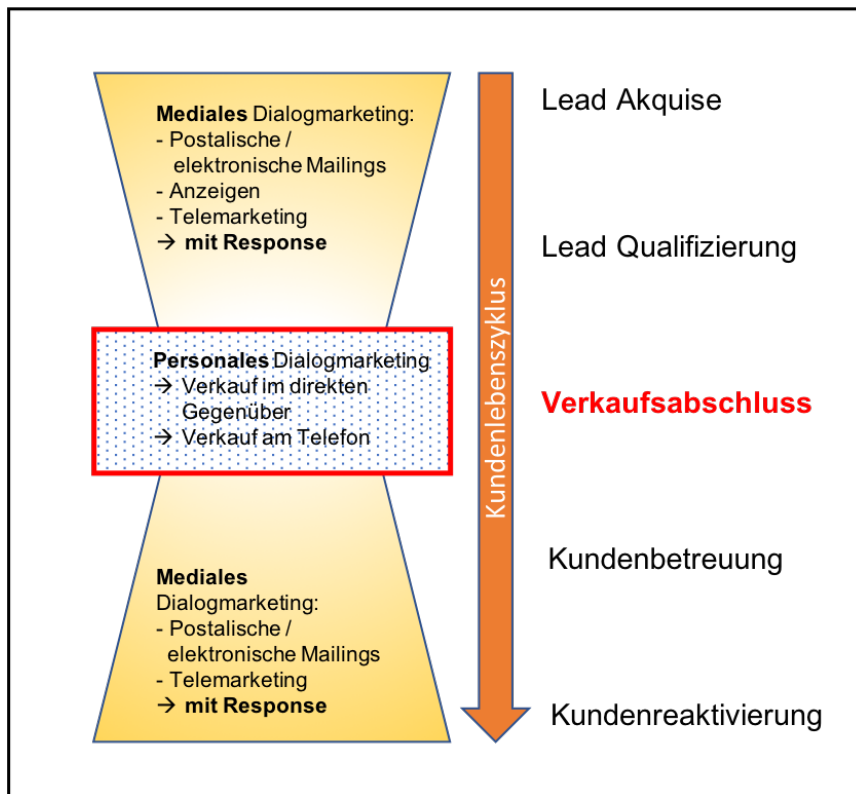 Mediales Dialogmarketing:
- Postalische /
elektronische Mailings
- Anzeigen
- Telemarketing
→ mit Response
Personales Dialogmarketing
→ Verkauf im direkten
Gegenüber
→ Verkauf am Telefon
Mediales
Dialogmarketing:
- Postalische /
elektronische Mailings
- Telemarketing
→ mit Response
Kundenlebenszyklus
Lead Akquise
Lead Qualifizierung
Verkaufsabschluss
Kundenbetreuung
Kundenreaktivierung